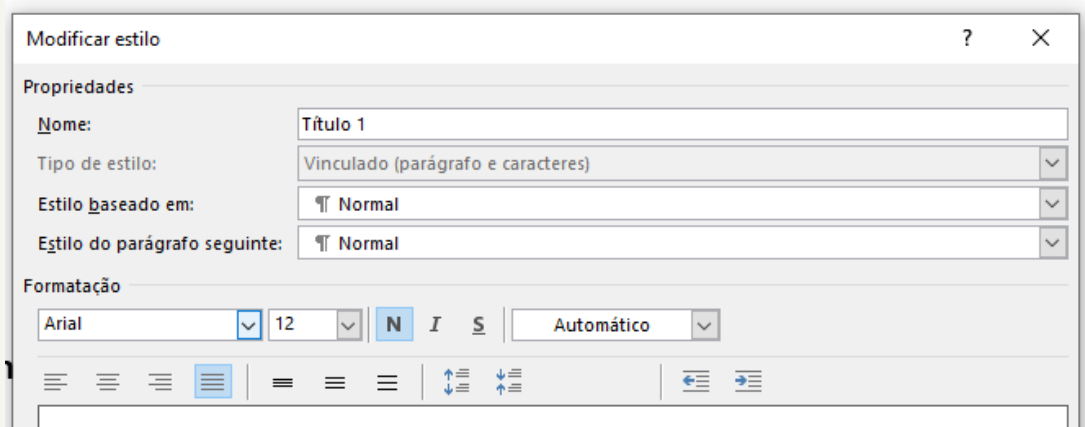 Modificar estilo ?
Propriedades
Nome: Título 1
Tipo de estilo: Vinculado (parágrafo e caracteres)
Estilo baseado em: ¶ Normal
Estilo do parágrafo seguinte: ¶ Normal
Formatação
Arial 12 N I S Automático